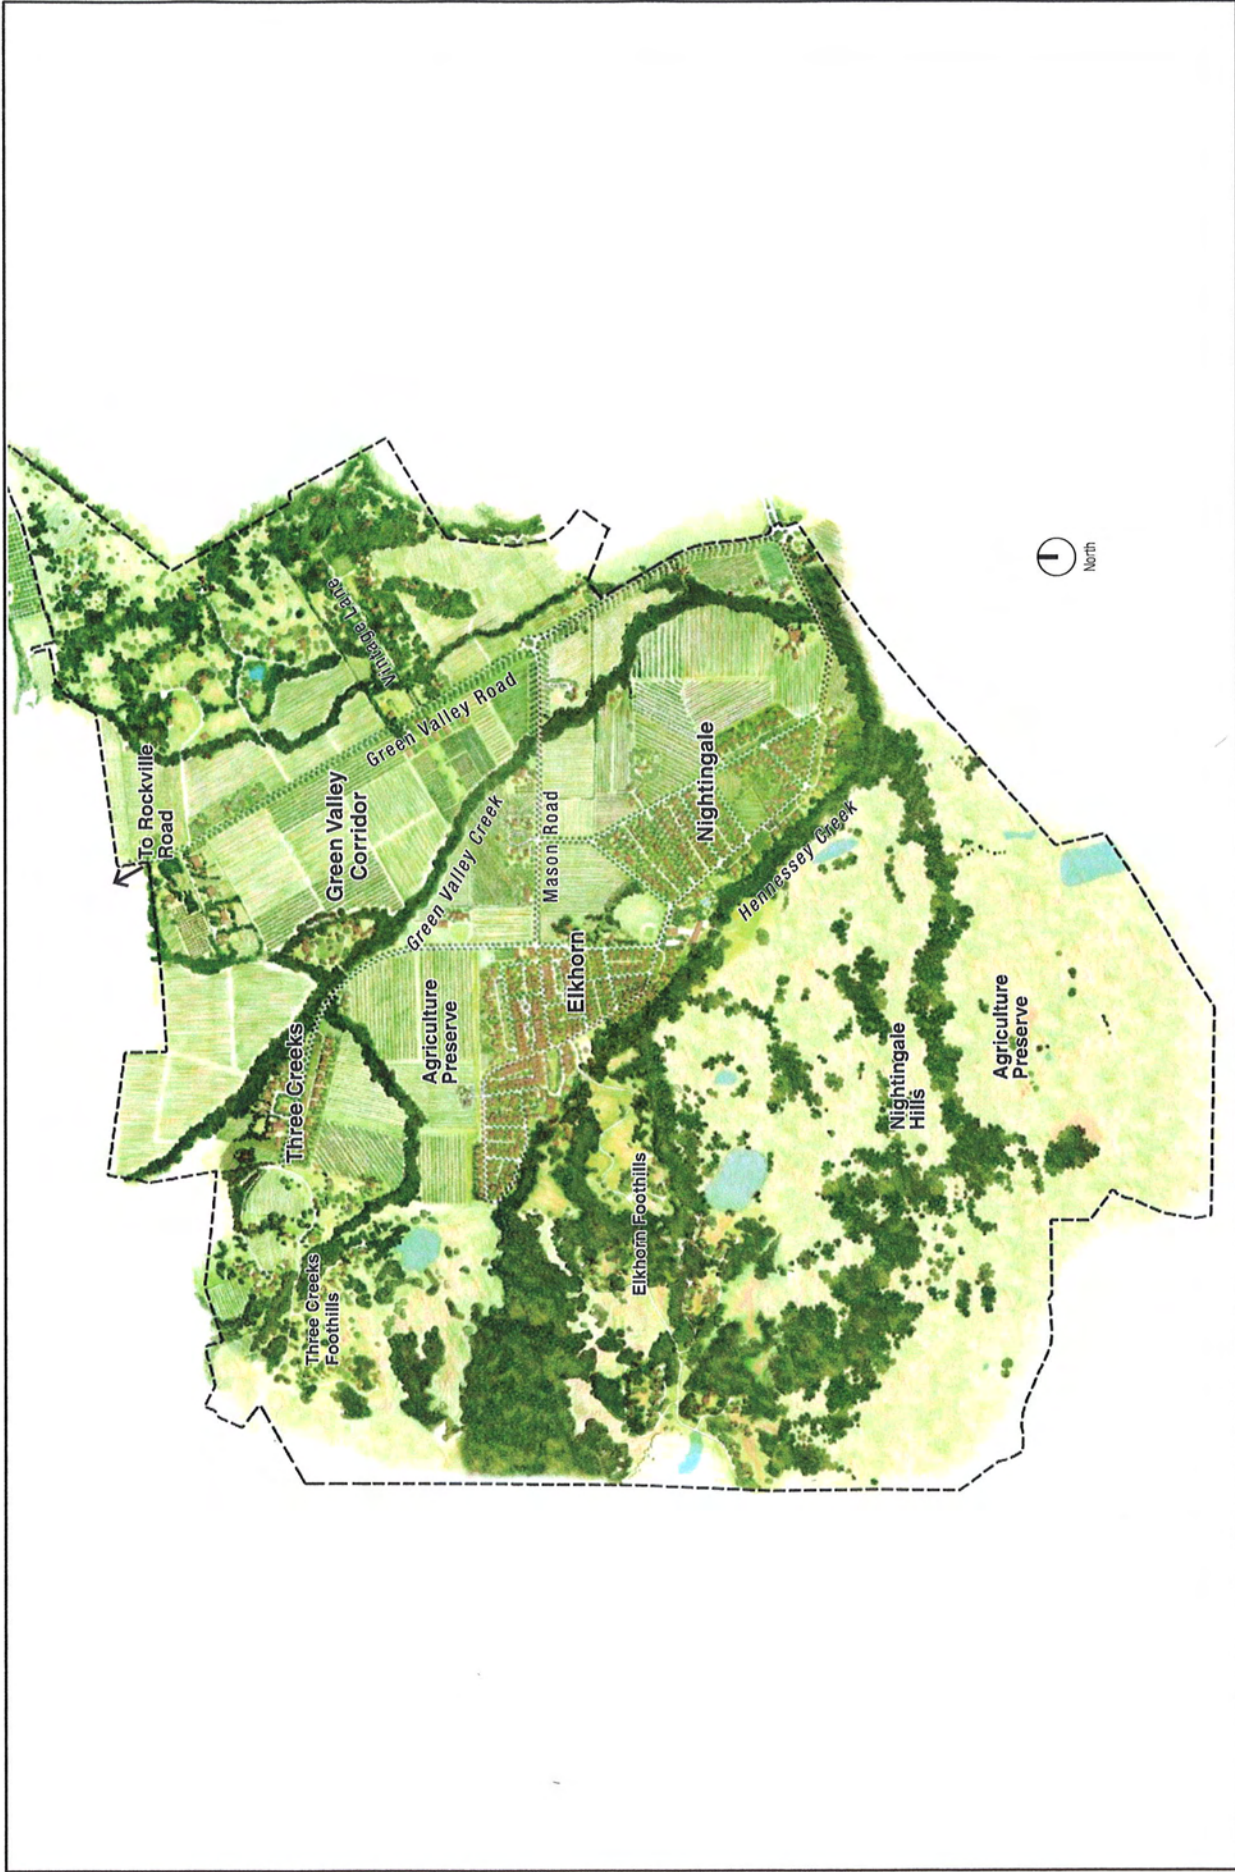 To Rockville
Road
Vintage Lane
Green Valley Road
Green Valley
Corridor
Three Creeks
Green Valley Creek
Three Creeks
Foothills
Agriculture
Preserve
Mason Road
Elkhorn
Elkhorn Foothills
Nightingale
Hennessey Creek
Nightingale
Hills
Agriculture
Preserve
North